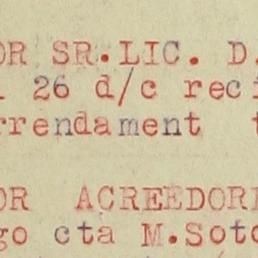 OR SR.LIC. D.
26 d/c reci
rrendament t
OR ACREEDOR
go cta M.Soto